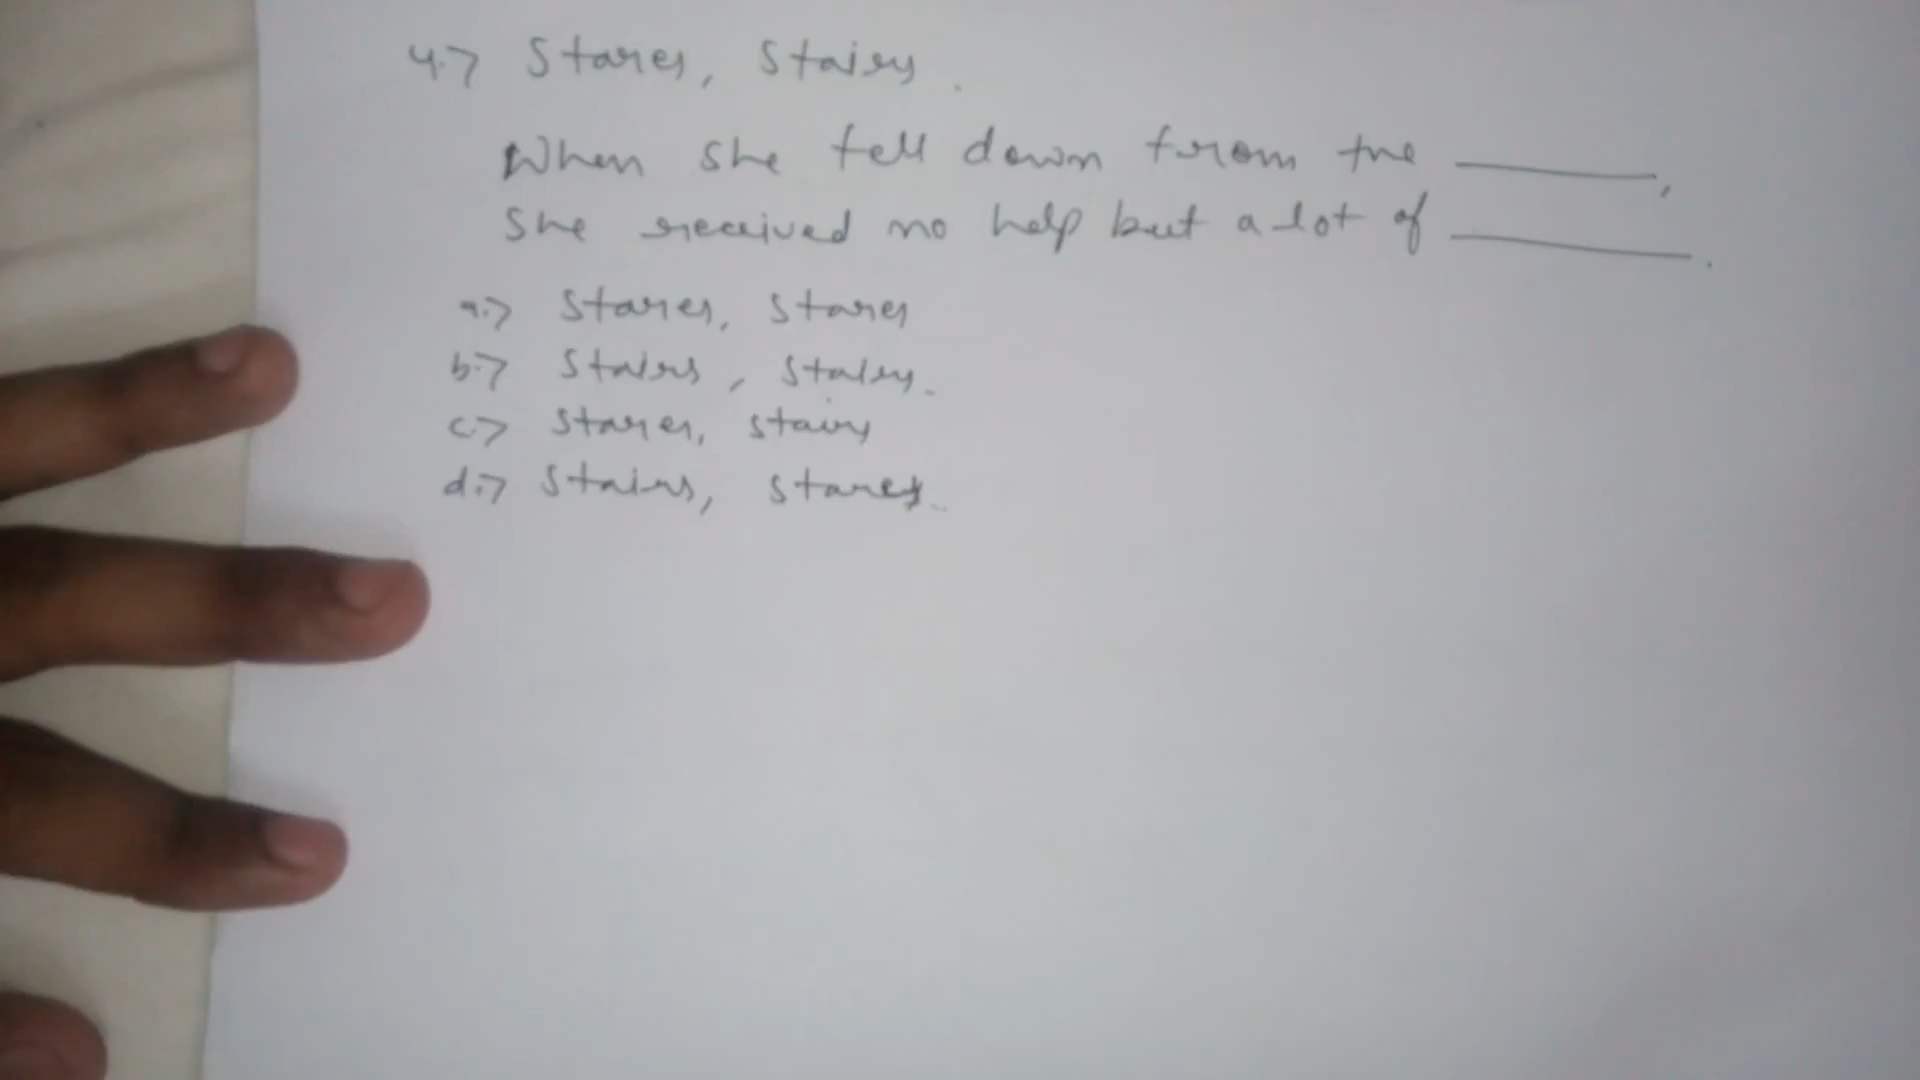 4.> Stares, Stairs.
When she fell down from the ______,
She received no help but a lot of ______.
a.> Stares, Stares
b.> Stairs, Stairs.
c.> Stares, stairs
d.> Stairs, stares.